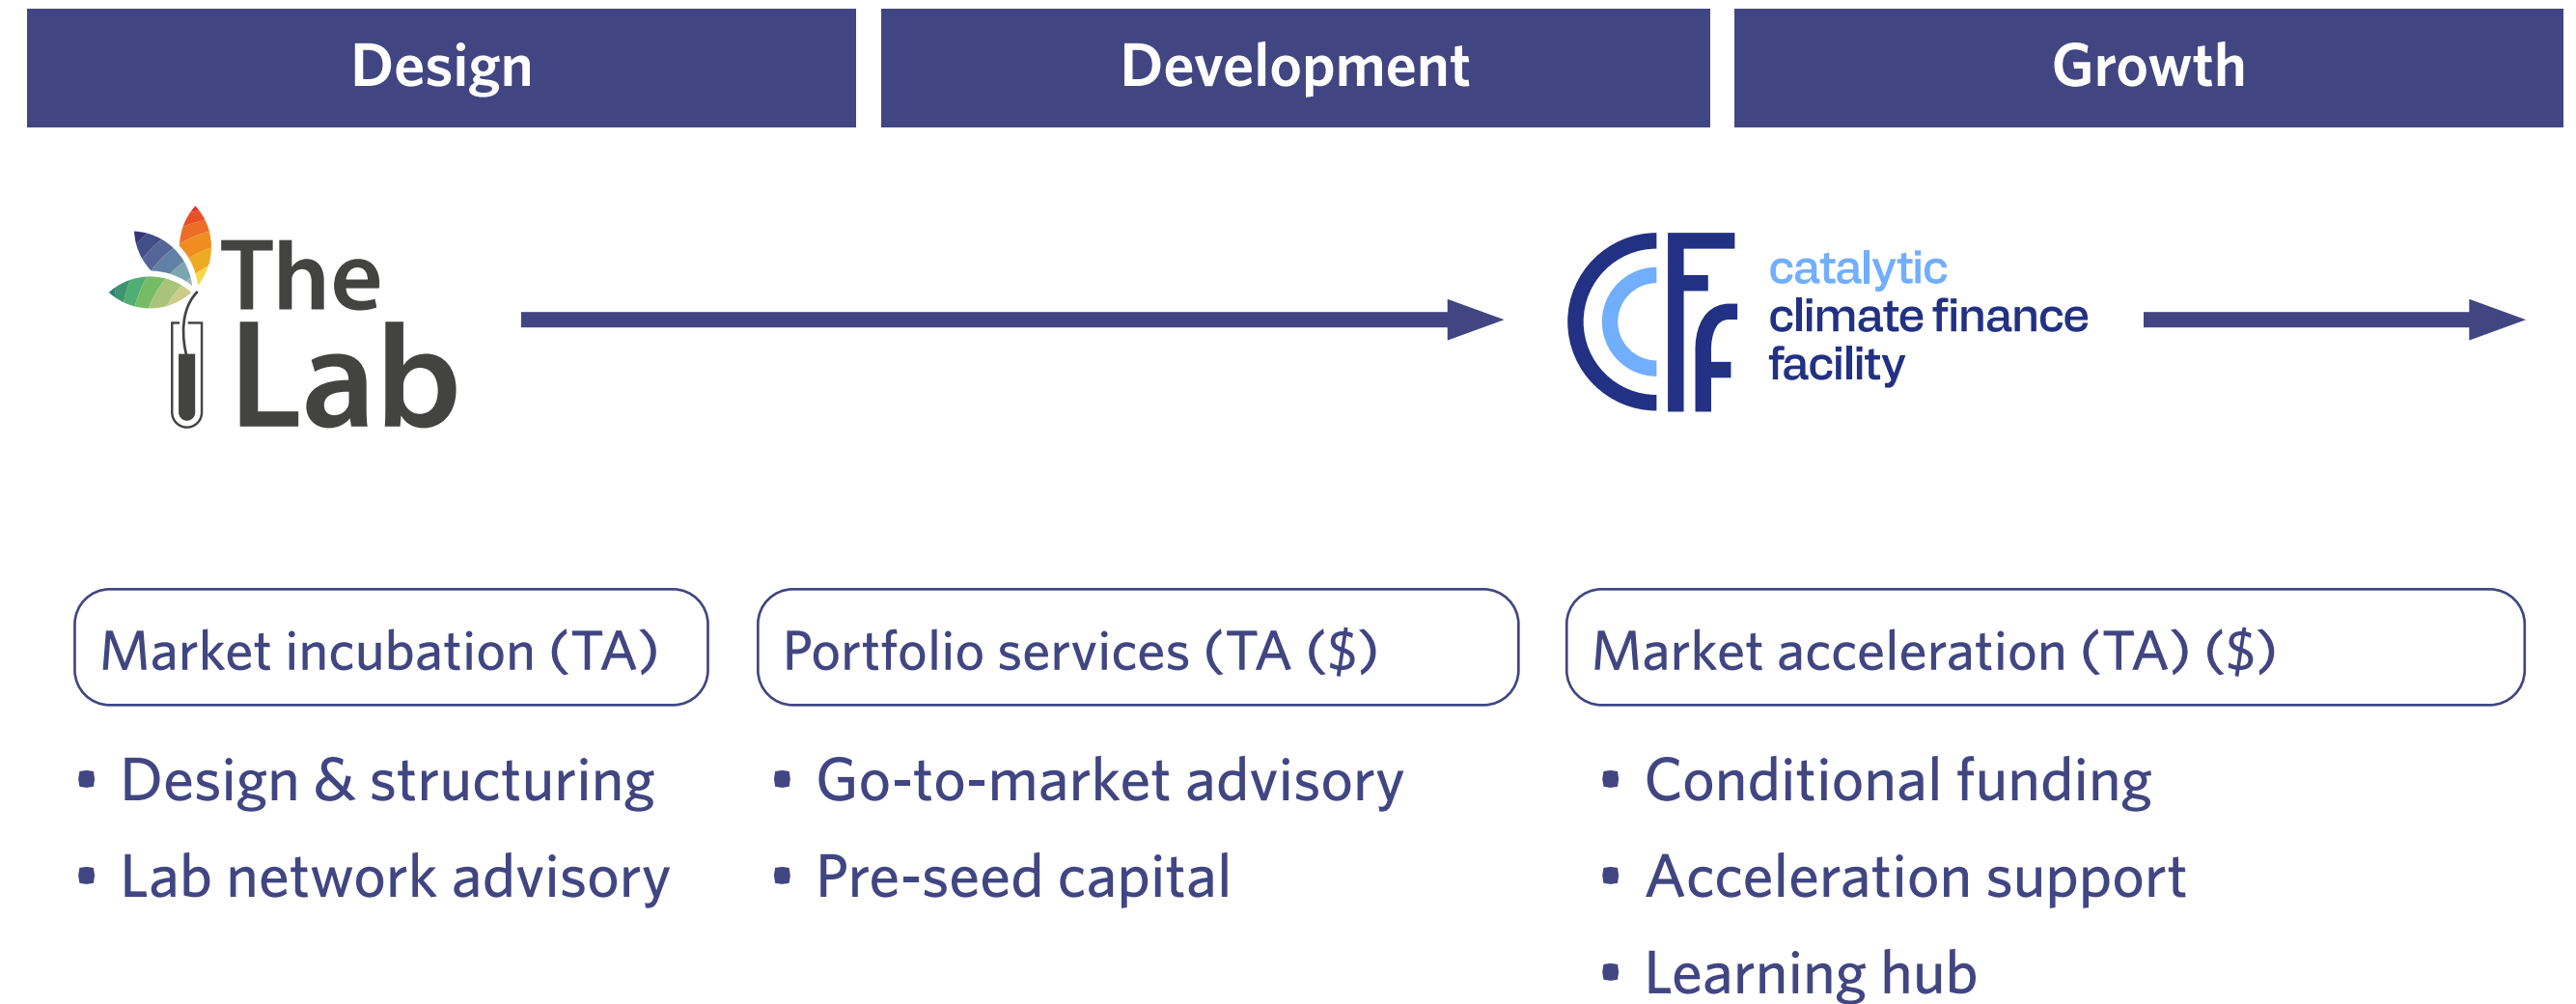 Design
Development
Growth
The
Lab
CCFF
catalytic
climate finance
facility
Market incubation (TA)
▪ Design & structuring
▪ Lab network advisory
Portfolio services (TA ($)
▪ Go-to-market advisory
▪ Pre-seed capital
Market acceleration (TA) ($)
▪ Conditional funding
▪ Acceleration support
▪ Learning hub